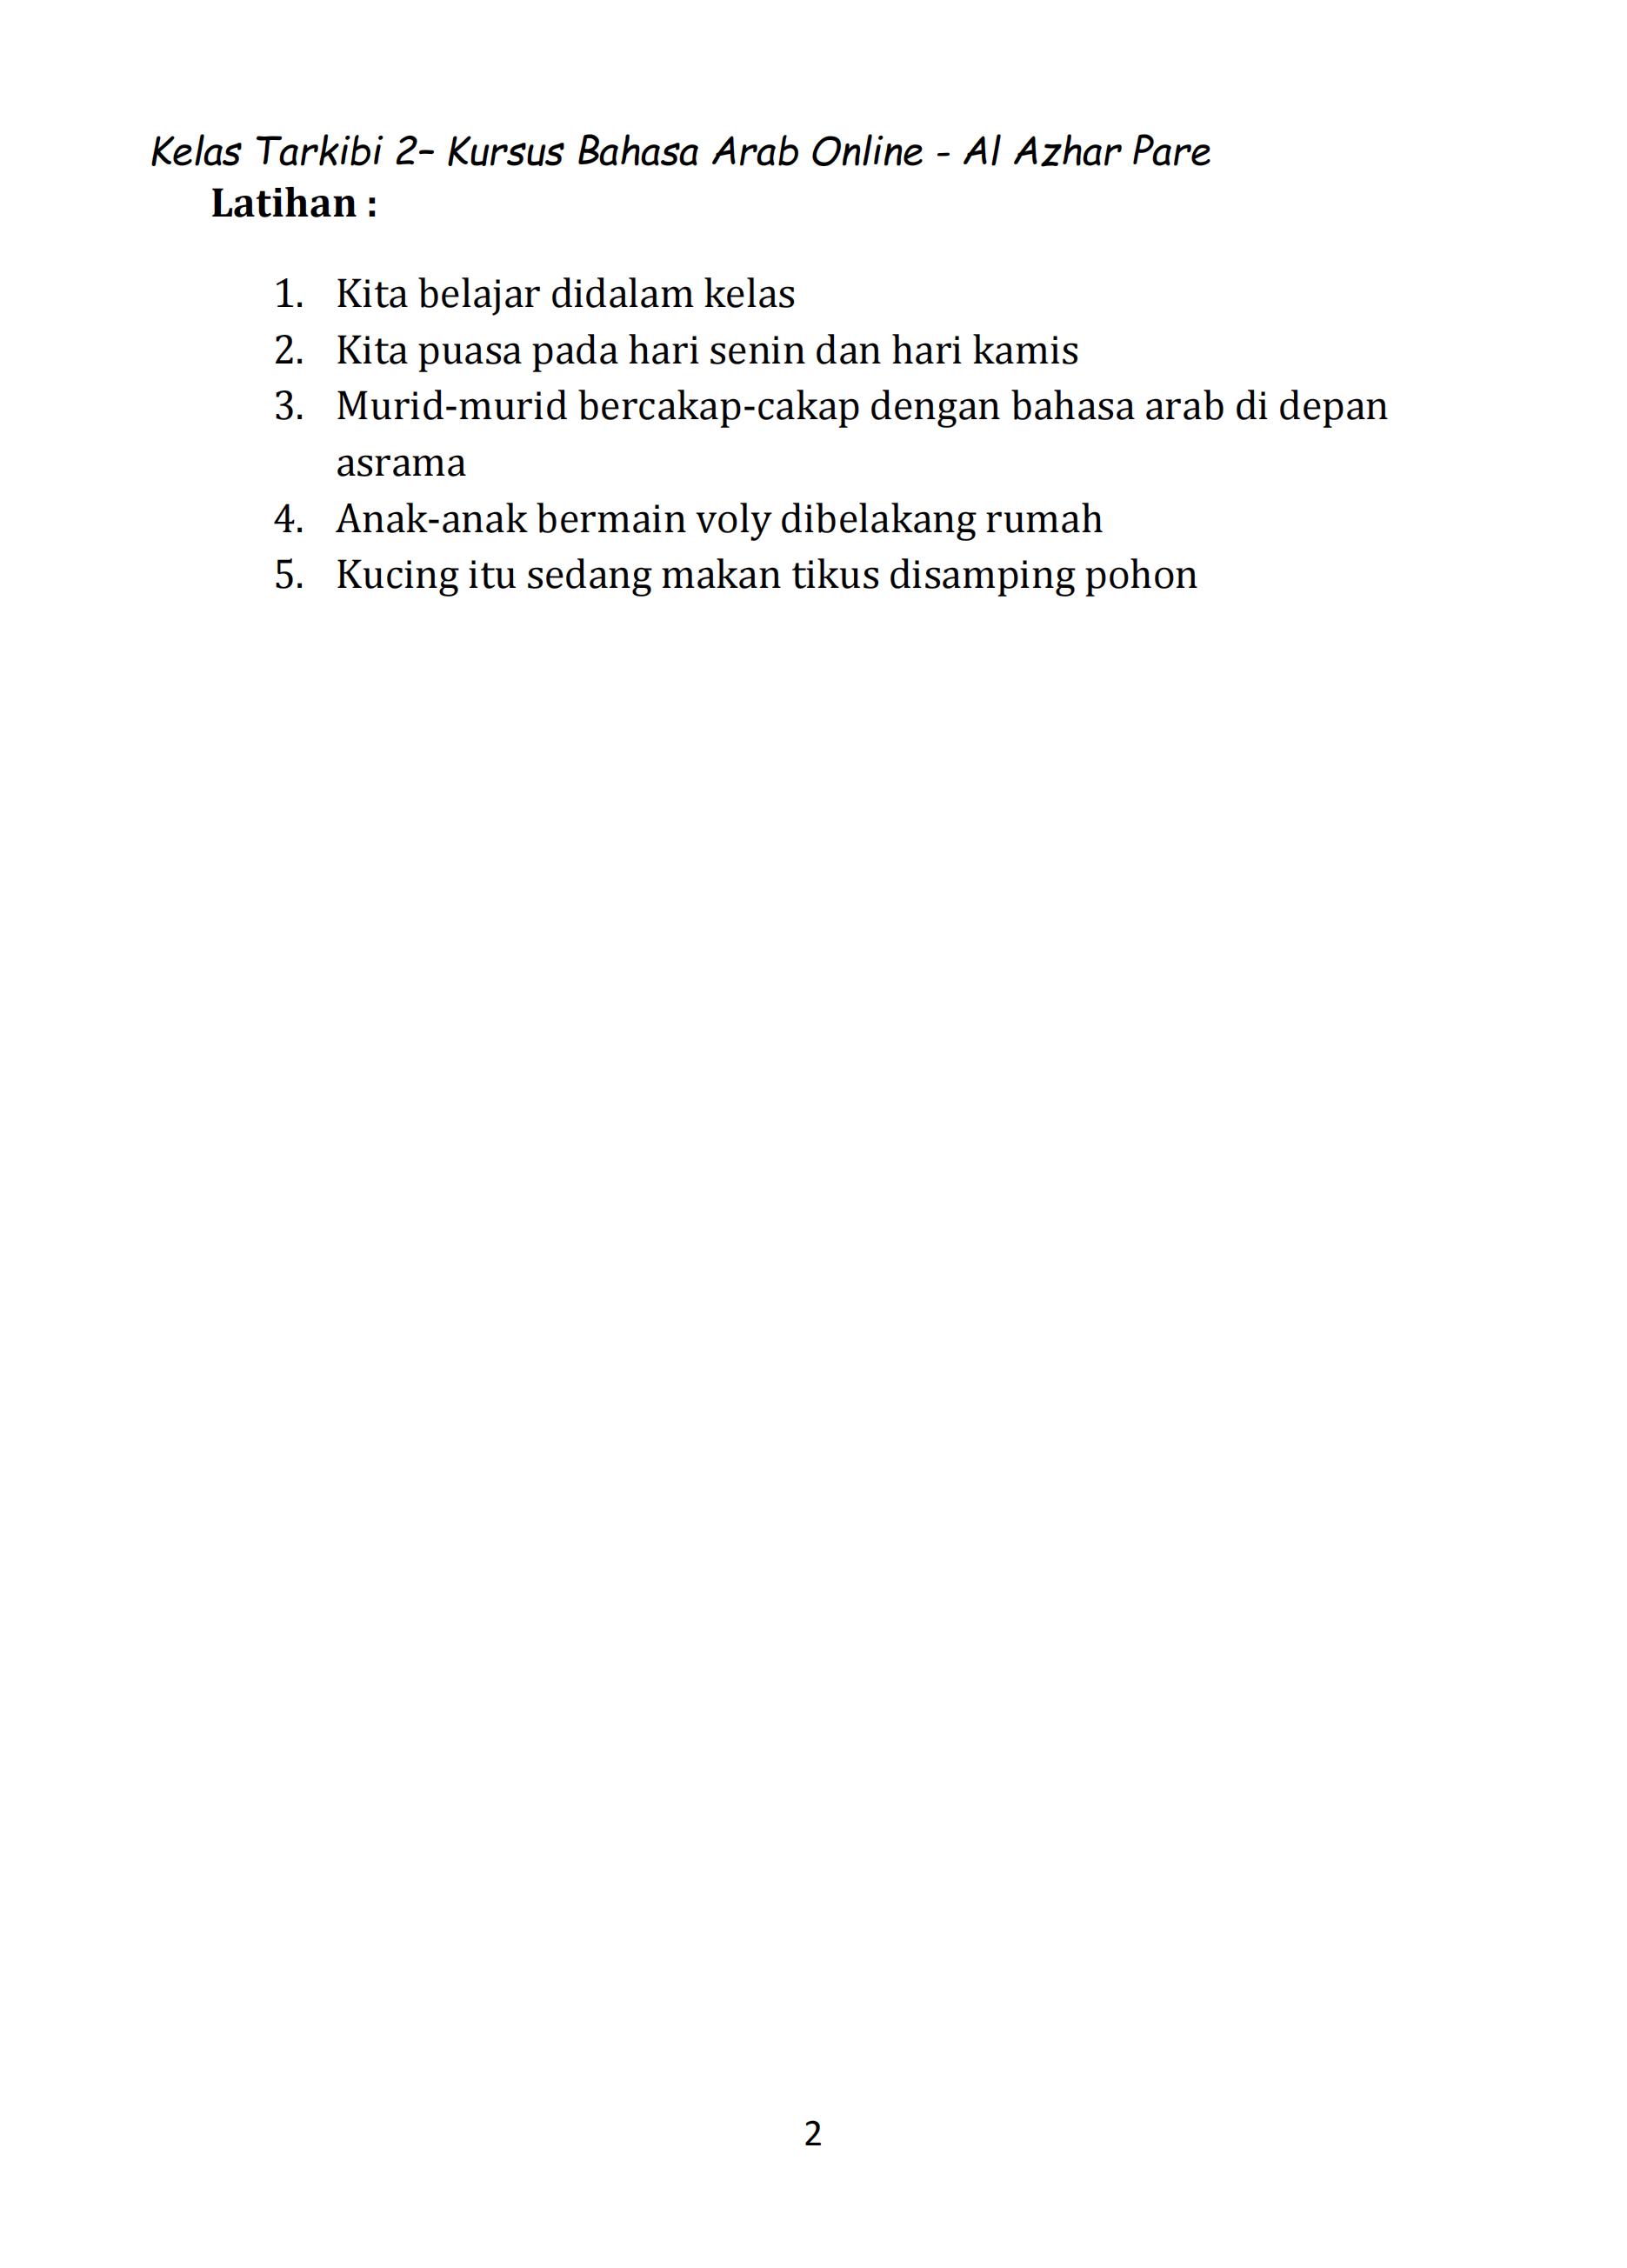 Kelas Tarkibi 2– Kursus Bahasa Arab Online - Al Azhar Pare
Latihan :
1. Kita belajar didalam kelas
2. Kita puasa pada hari senin dan hari kamis
3. Murid-murid bercakap-cakap dengan bahasa arab di depan
asrama
4. Anak-anak bermain voly dibelakang rumah
5. Kucing itu sedang makan tikus disamping pohon
2